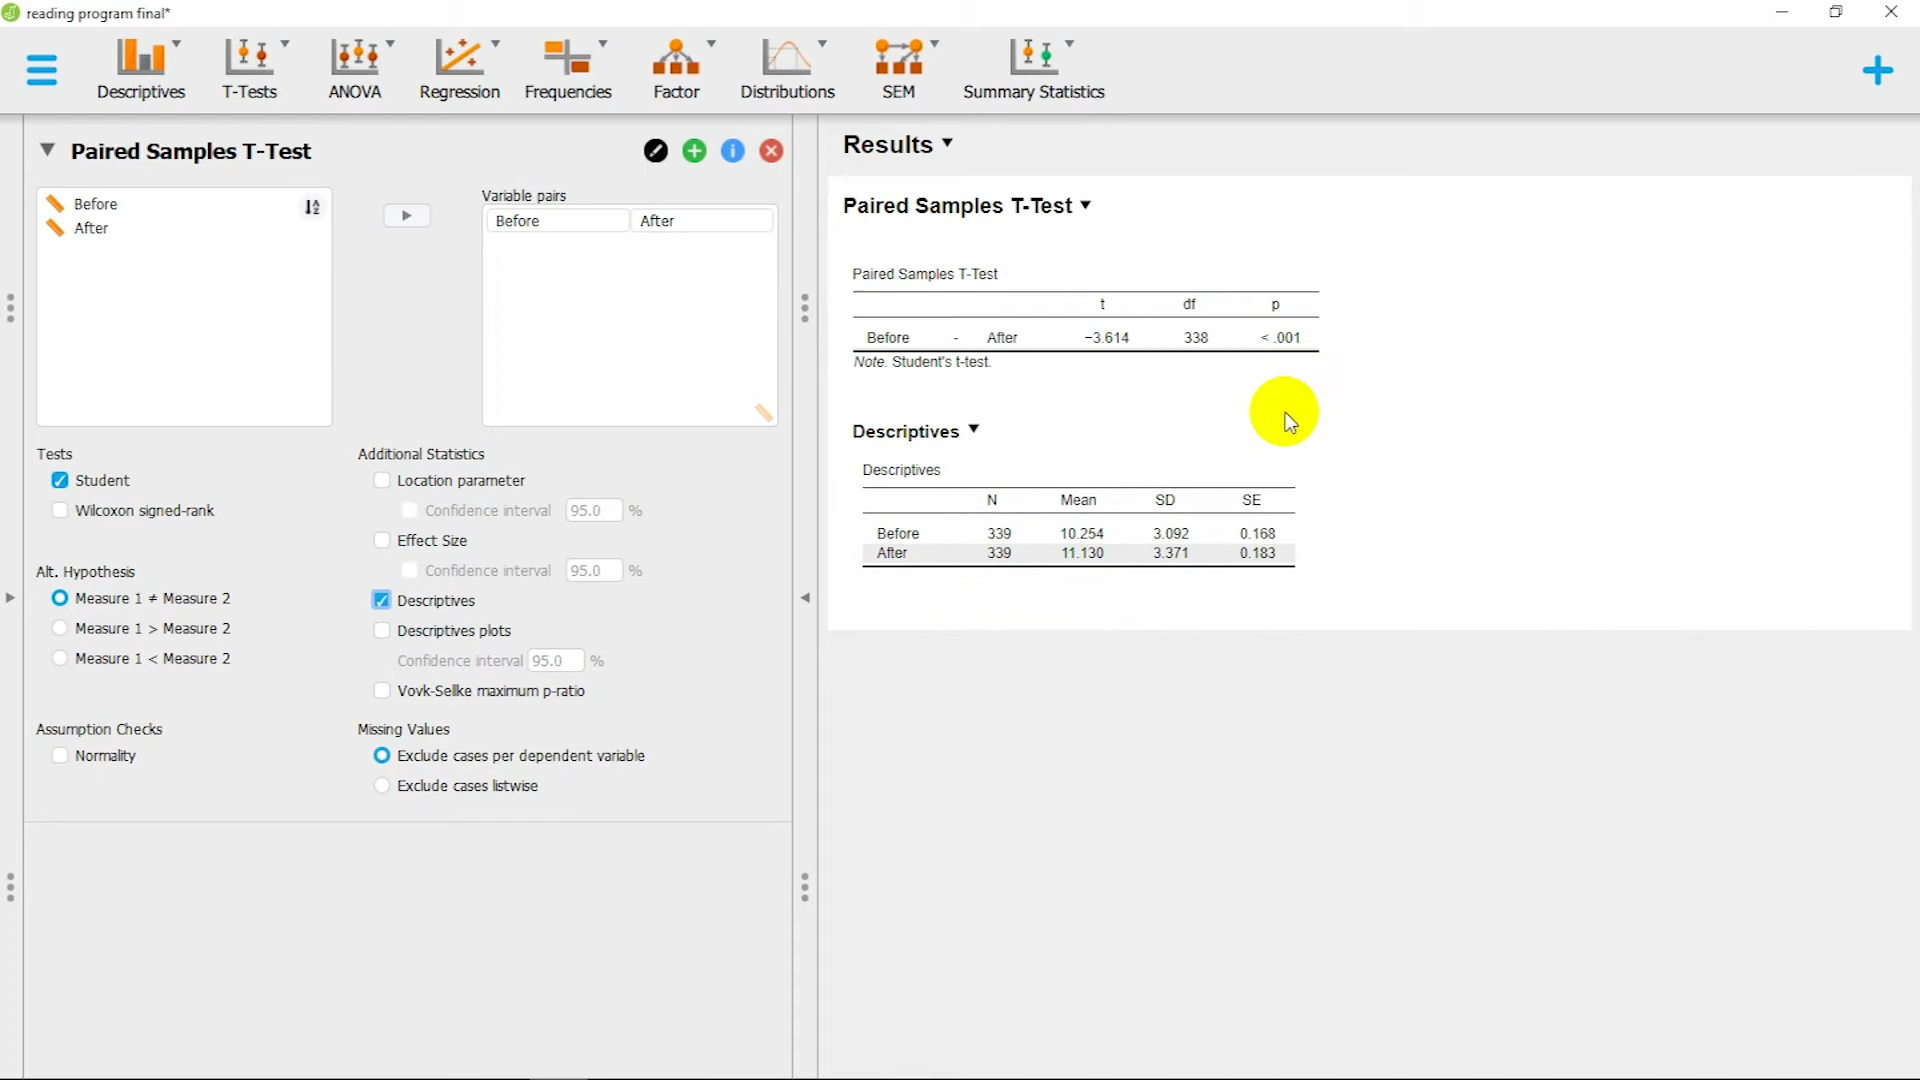 reading program final*
Descriptives
T-Tests
ANOVA
Regression
Frequencies
Factor
Distributions
SEM
Summary Statistics
Paired Samples T-Test
Before
After
Variable pairs
Before After
Tests
Student
Wilcoxon signed-rank
Alt. Hypothesis
Measure 1 ≠ Measure 2
Measure 1 > Measure 2
Measure 1 < Measure 2
Assumption Checks
Normality
Additional Statistics
Location parameter
Confidence interval 95.0 %
Effect Size
Confidence interval 95.0 %
Descriptives
Descriptives plots
Confidence interval 95.0 %
Vovk-Sellke maximum p-ratio
Missing Values
Exclude cases per dependent variable
Exclude cases listwise
Results
Paired Samples T-Test
Paired Samples T-Test
t df p
Before - After −3.614 338 < .001
Note. Student's t-test.
Descriptives
Descriptives
N Mean SD SE
Before 339 10.254 3.092 0.168
After 339 11.130 3.371 0.183